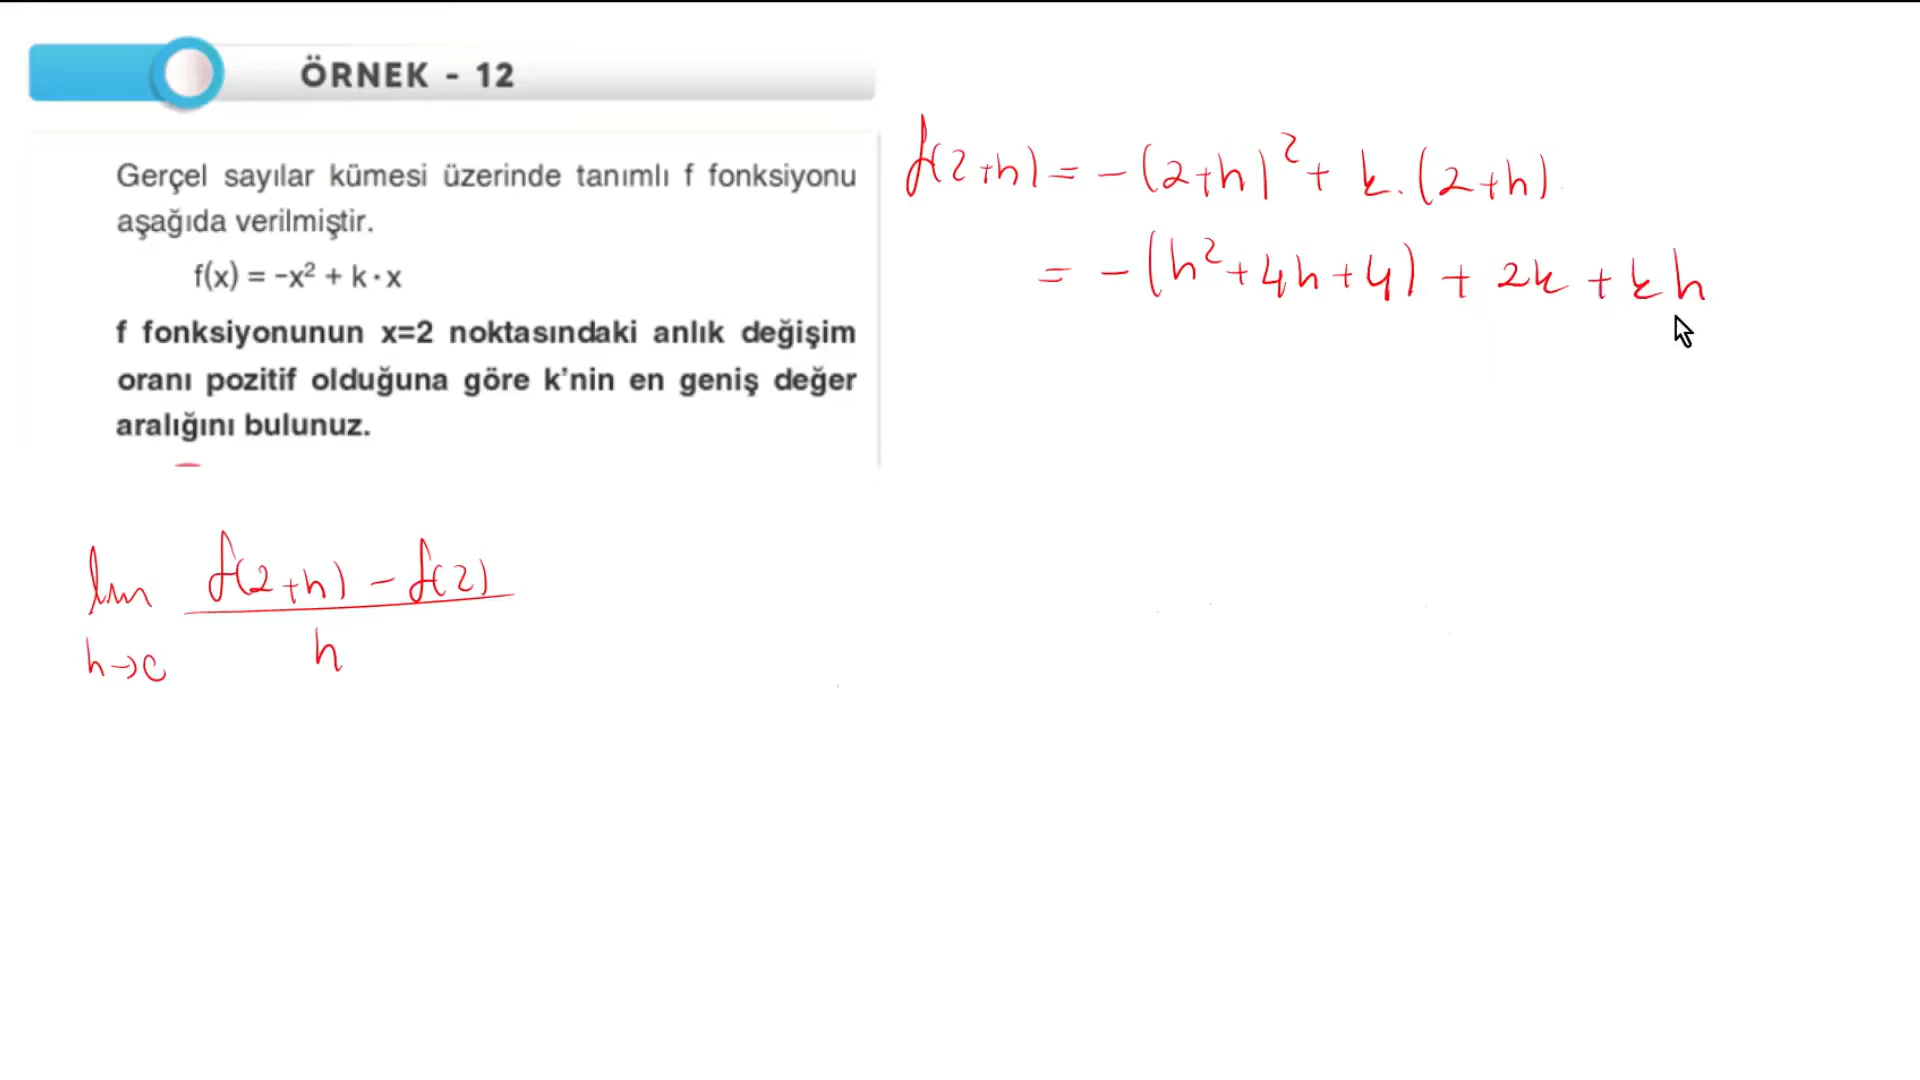 ÖRNEK - 12
Gerçel sayılar kümesi üzerinde tanımlı f fonksiyonu
aşağıda verilmiştir.
f(x) = -x² + k · x
f fonksiyonunun x=2 noktasındaki anlık değişim
oranı pozitif olduğuna göre k'nin en geniş değer
aralığını bulunuz.
f(2+h) = -(2+h)² + k.(2+h)
= -(h²+4h+4) + 2k + kh
lim f(2+h) - f(2)
h→0 h